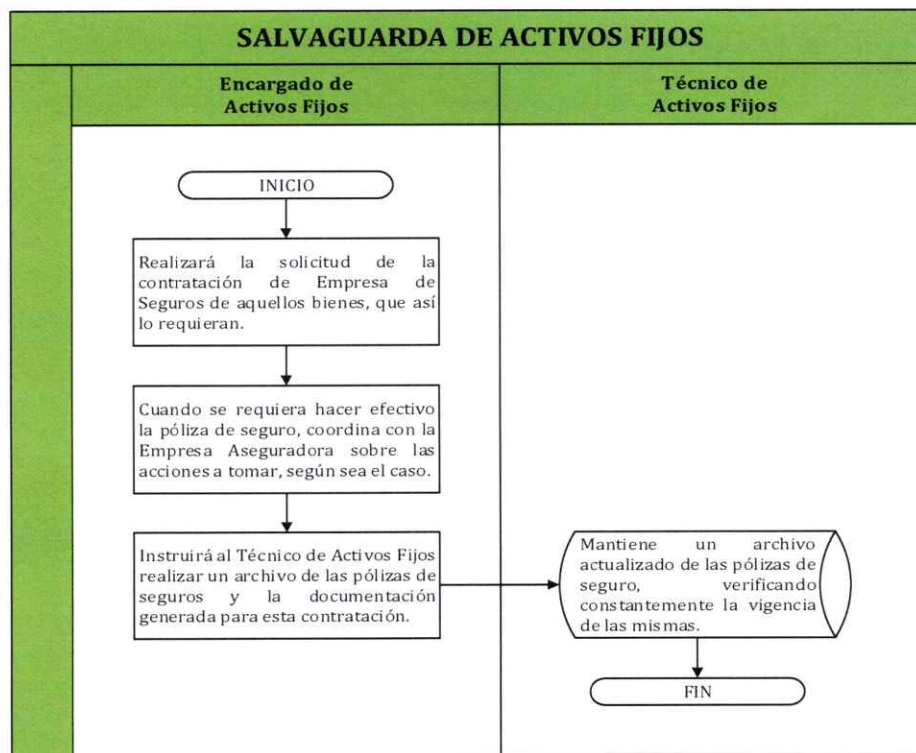 SALVAGUARDA DE ACTIVOS FIJOS
Encargado de
Activos Fijos
Técnico de
Activos Fijos
INICIO
Realizará la solicitud de la
contratación de Empresa de
Seguros de aquellos bienes, que así
lo requieran.
Cuando se requiera hacer efectivo
la póliza de seguro, coordina con la
Empresa Aseguradora sobre las
acciones a tomar, según sea el caso.
Instruirá al Técnico de Activos Fijos
realizar un archivo de las pólizas de
seguros y la documentación
generada para esta contratación.
Mantiene un archivo
actualizado de las pólizas de
seguro, verificando
constantemente la vigencia
de las mismas.
FIN